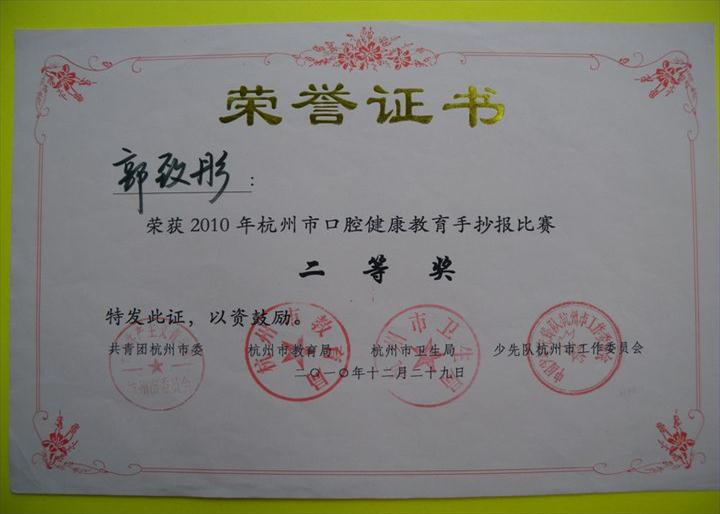 荣誉证书
郭致彤：
荣获2010年杭州市口腔健康教育手抄报比赛
二等奖
特发此证，以资鼓励。
共青团杭州市委 杭州市教育局 杭州市卫生局 少先队杭州市工作委员会
二〇一〇年十二月二十九日